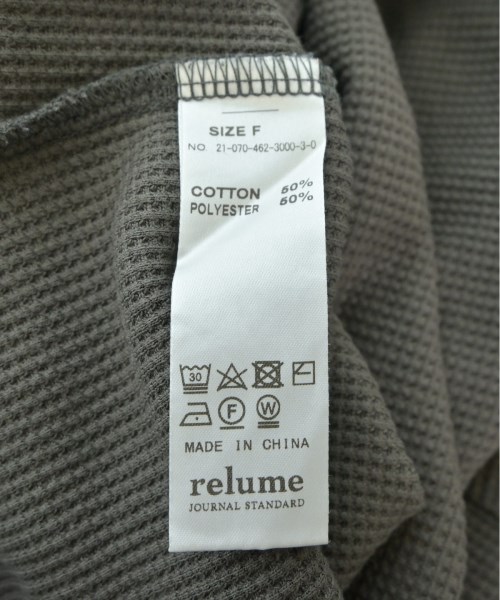 SIZE F
NO. 21-070-462-3000-3-0
COTTON 50%
POLYESTER 50%
30
F W
MADE IN CHINA
relume
JOURNAL STANDARD